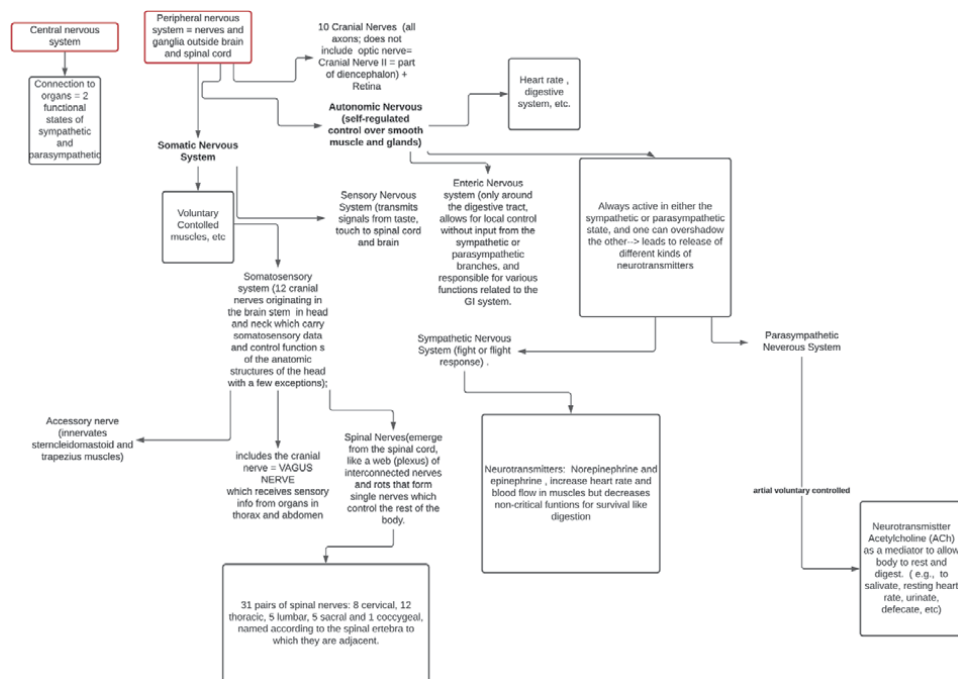 Central nervous
system
Peripheral nervous
system = nerves and
ganglia outside brain
and spinal cord
10 Cranial Nerves (all
axons; does not
include optic nerve=
Cranial Nerve II = part
of diencephalon) +
Retina
Connection to
organs = 2
functional
states of
sympathetic
and
parasympathetic
Heart rate ,
digestive
system, etc.
Autonomic Nervous
(self-regulated
control over smooth
muscle and glands)
Somatic Nervous
System
Voluntary
Contolled
muscles, etc
Sensory Nervous
System (transmits
signals from taste,
touch to spinal cord
and brain
Enteric Nervous
system (only around
the digestive tract,
allows for local control
without input from the
sympathetic or
parasympathetic
branches, and
responsible for various
functions related to the
GI system.
Always active in either the
sympathetic or parasympathetic
state, and one can overshadow
the other--> leads to release of
different kinds of
neurotransmitters
Somatosensory
system (12 cranial
nerves originating in
the brain stem in head
and neck which carry
somatosensory data
and control function s
of the anatomic
structures of the head
with a few exceptions);
Sympathetic Nervous
System (fight or flight
response) .
Parasympathetic
Neverous System
Accessory nerve
(innervates
sterncleidomastoid and
trapezius muscles)
includes the cranial
nerve = VAGUS
NERVE
which receives sensory
info from organs in
thorax and abdomen
Spinal Nerves(emerge
from the spinal cord,
like a web (plexus) of
interconnected nerves
and rots that form
single nerves which
control the rest of the
body.
Neurotransmitters: Norepinephrine and
epinephrine , increase heart rate and
blood flow in muscles but decreases
non-critical funtions for survival like
digestion
artial voluntary controlled
Neurotransmistter
Acetylcholine (ACh)
as a mediator to allow
body to rest and
digest. ( e.g., to
salivate, resting heart
rate, urinate,
defecate, etc)
31 pairs of spinal nerves: 8 cervical, 12
thoracic, 5 lumbar, 5 sacral and 1 coccygeal,
named according to the spinal ertebra to
which they are adjacent.